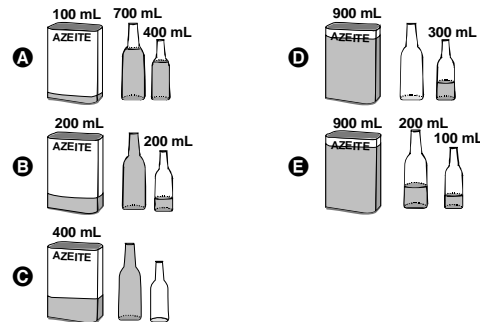 A
100 mL
AZEITE
700 mL
400 mL
B
200 mL
AZEITE
200 mL
C
400 mL
AZEITE
D
900 mL
AZEITE
300 mL
E
900 mL
AZEITE
200 mL
100 mL